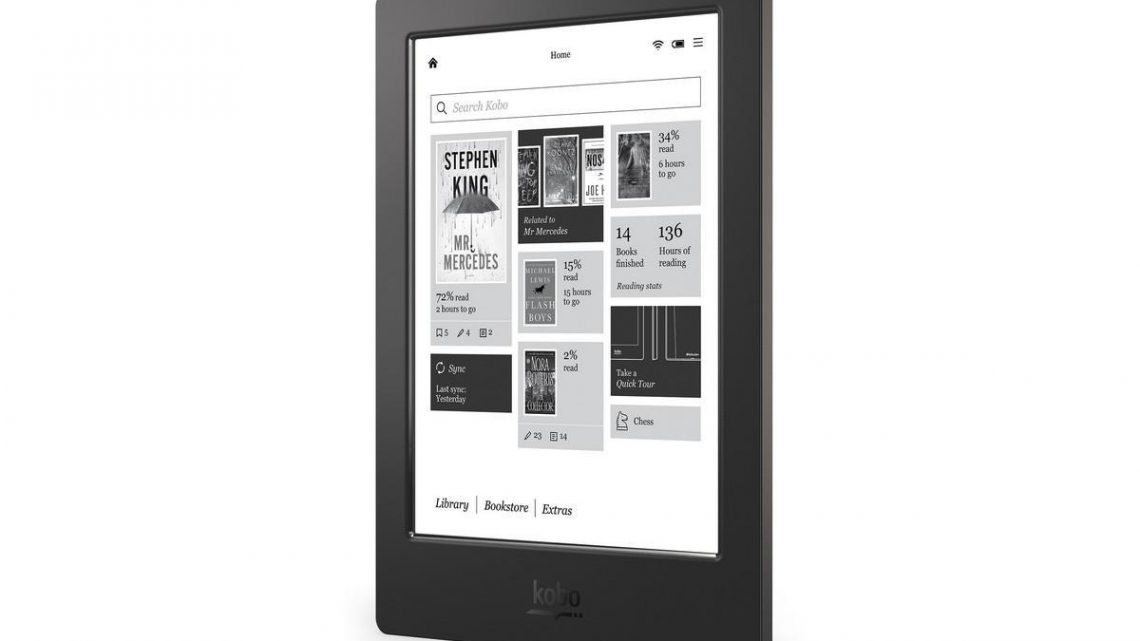 Home
Search Kobo
STEPHEN
KING
MR.
MERCEDES
72% read
2 hours to go
5 4 2
Sync
Last sync:
Yesterday
Related to
Mr Mercedes
MICHAEL
LEWIS
FLASH
BOYS
15%
read
15 hours
to go
NORA
ROBERTS
THE
COLLECTOR
2%
read
23 14
34%
read
6 hours
to go
14
Books
finished
136
Hours of
reading
Reading stats
Take a
Quick Tour
Chess
Library | Bookstore | Extras
kobo